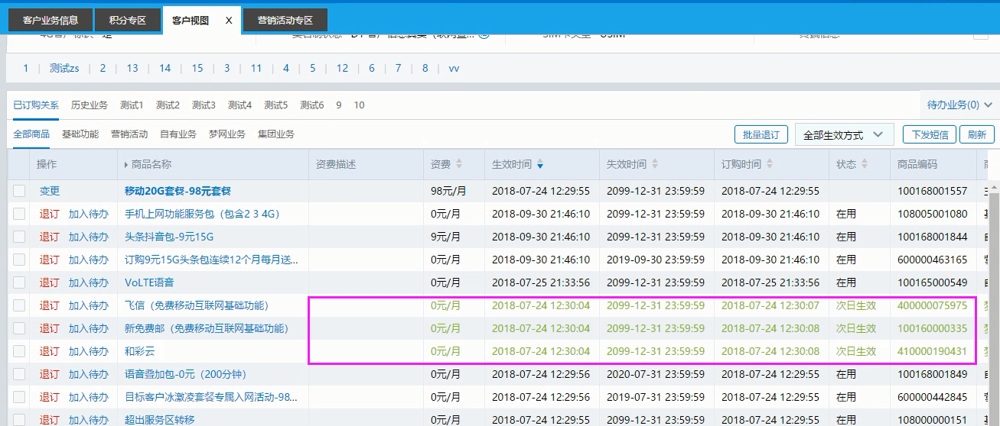 客户业务信息 积分专区 客户视图 X 营销活动专区
1 测试zs 2 13 14 15 3 11 4 5 12 6 7 8 vv
已订购关系 历史业务 测试1 测试2 测试3 测试4 测试5 测试6 9 10 待办业务(0)
全部商品 基础功能 营销活动 自有业务 梦网业务 集团业务 批量退订 全部生效方式 下发短信 刷新
操作 商品名称 资费描述 资费 生效时间 失效时间 订购时间 状态 商品编码
变更 移动20G套餐-98元套餐 98元/月 2018-07-24 12:29:55 2099-12-31 23:59:59 2018-07-24 12:29:55 100168001557
退订 加入待办 手机上网功能服务包（包含2 3 4G） 0元/月 2018-09-30 21:46:10 2099-12-31 23:59:59 2018-09-30 21:46:10 在用 108005001080
退订 加入待办 头条抖音包-9元15G 9元/月 2018-09-30 21:46:10 2099-12-31 23:59:59 2018-09-30 21:46:10 在用 100168001844
退订 加入待办 订购9元15G头条包连续12个月每月送... 0元/月 2018-09-30 21:46:10 2019-09-30 23:59:59 2018-09-30 21:46:10 在用 600000463165
退订 加入待办 VoLTE语音 0元/月 2018-07-25 21:33:56 2099-12-31 23:59:59 2018-07-25 21:33:56 在用 100165000549
退订 加入待办 飞信（免费移动互联网基础功能） 0元/月 2018-07-24 12:30:04 2099-12-31 23:59:59 2018-07-24 12:30:07 次日生效 400000075975
退订 加入待办 新免费邮（免费移动互联网基础功能） 0元/月 2018-07-24 12:30:04 2099-12-31 23:59:59 2018-07-24 12:30:08 次日生效 100160000335
退订 加入待办 和彩云 0元/月 2018-07-24 12:30:04 2099-12-31 23:59:59 2018-07-24 12:30:08 次日生效 410000190431
退订 加入待办 语音叠加包-0元（200分钟） 0元/月 2018-07-24 12:29:56 2020-07-31 23:59:59 2018-07-24 12:29:55 在用 100168001849
退订 加入待办 目标客户冰激凌套餐专属入网活动-98... 0元/月 2018-07-24 12:29:56 2019-07-31 23:59:59 2018-07-24 12:29:55 在用 600000442845
退订 加入待办 超出服务区转移 0元/月 2018-07-24 12:29:55 2099-12-31 23:59:59 2018-07-24 12:29:55 在用 100160000151